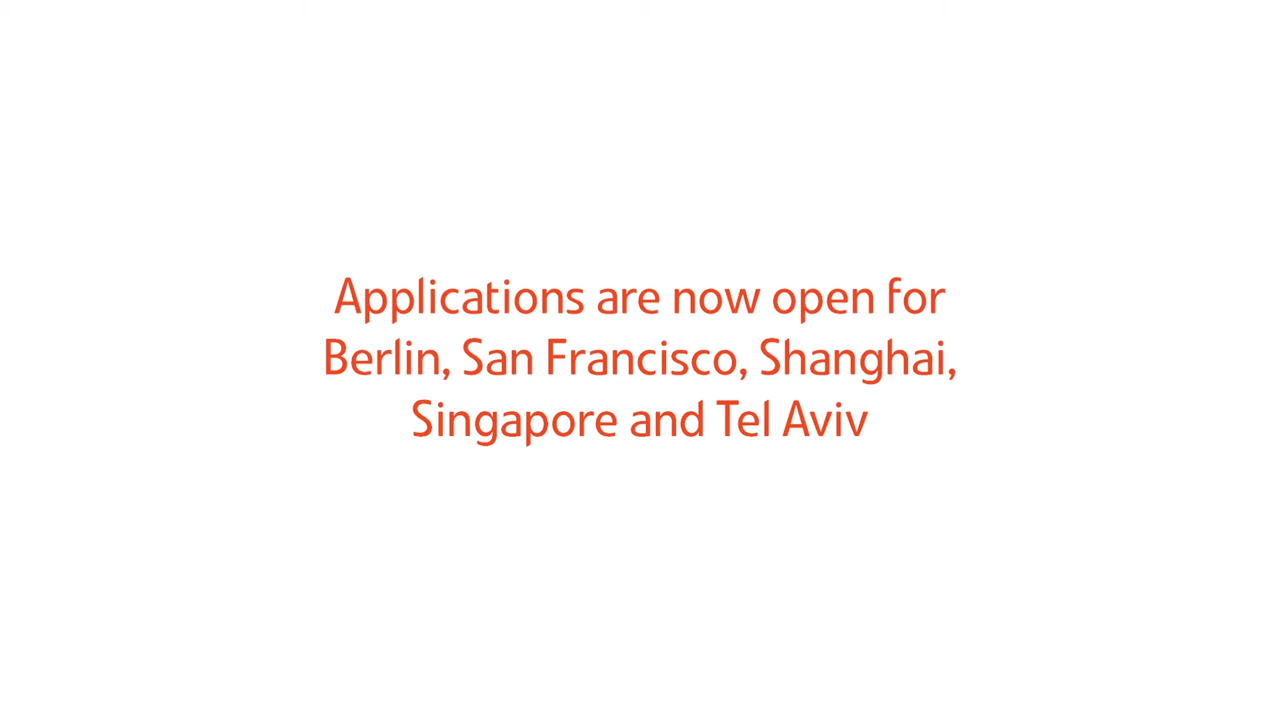 Applications are now open for
Berlin, San Francisco, Shanghai,
Singapore and Tel Aviv